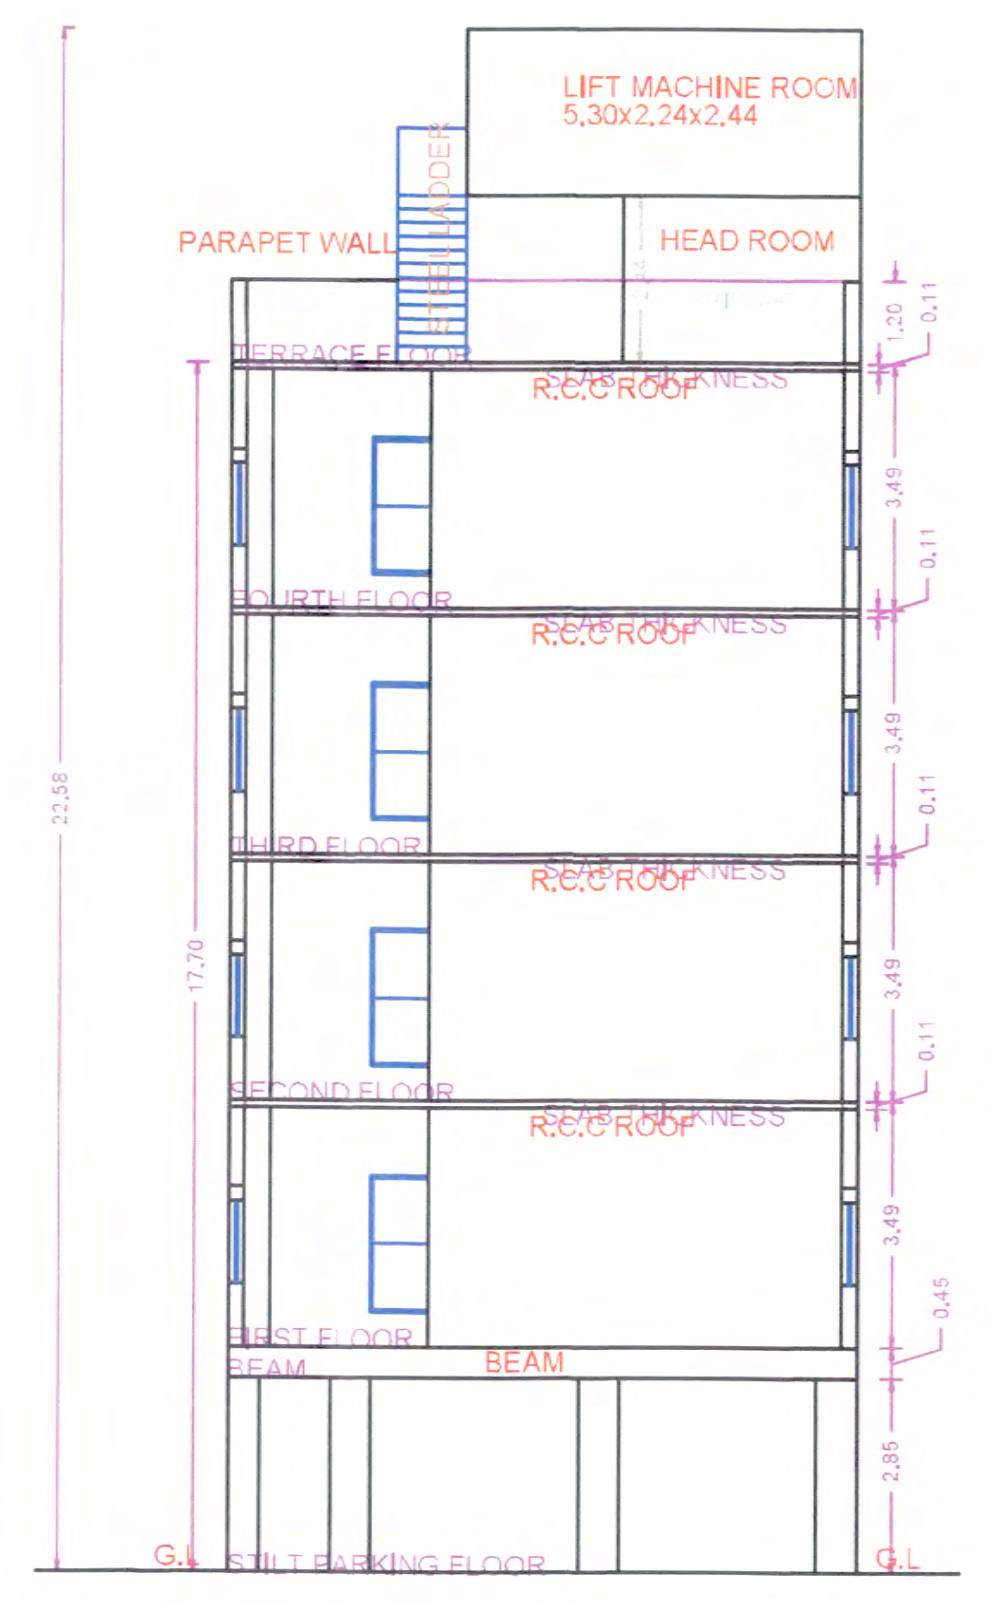 LIFT MACHINE ROOM
5.30x2.24x2.44
STEEL LADDER
PARAPET WALL
HEAD ROOM
2.44
1.20
0.11
TERRACE FLOOR
SLAB THICKNESS
R.C.C ROOF
3.49
0.11
FOURTH FLOOR
SLAB THICKNESS
R.C.C ROOF
3.49
22.58
0.11
THIRD FLOOR
SLAB THICKNESS
R.C.C ROOF
17.70
3.49
0.11
SECOND FLOOR
SLAB THICKNESS
R.C.C ROOF
3.49
0.45
FIRST FLOOR
BEAM
BEAM
2.85
G.L
STILT PARKING FLOOR
G.L